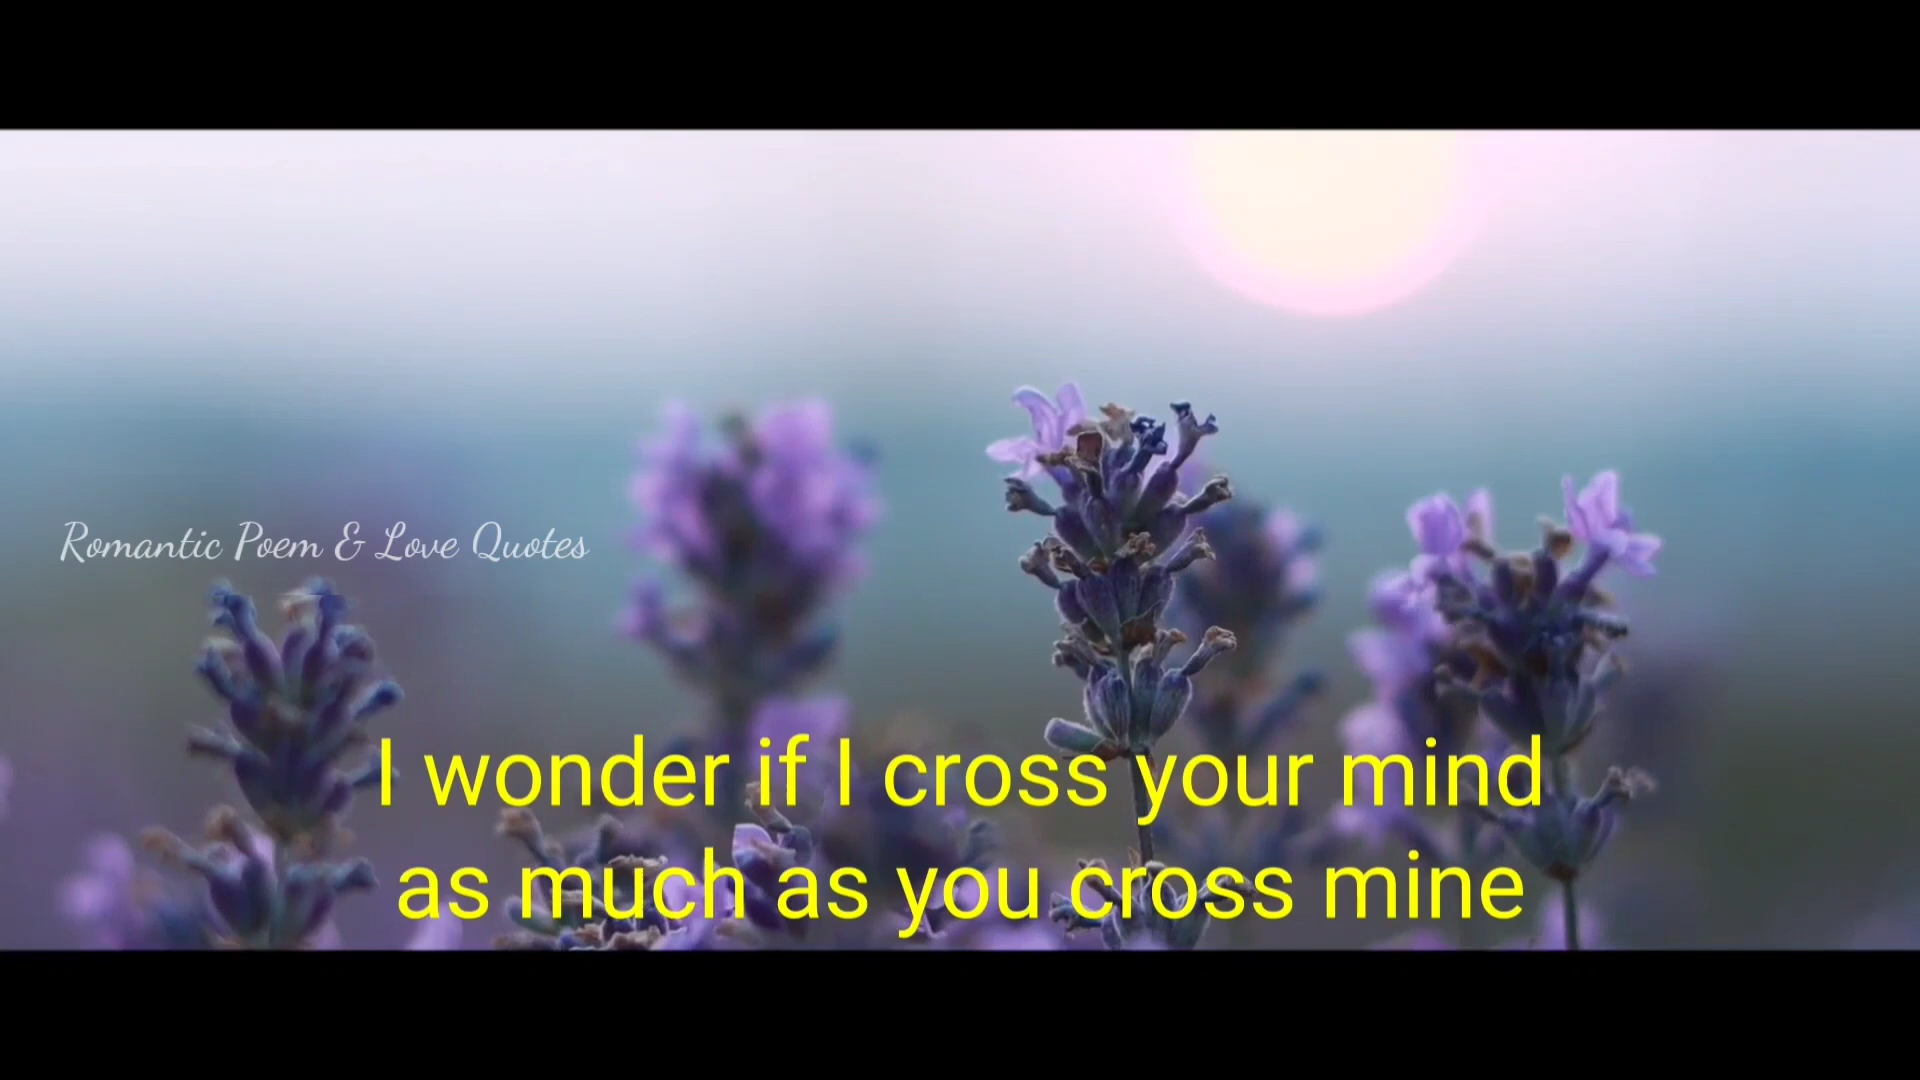 Romantic Poem & Love Quotes
I wonder if I cross your mind
as much as you cross mine